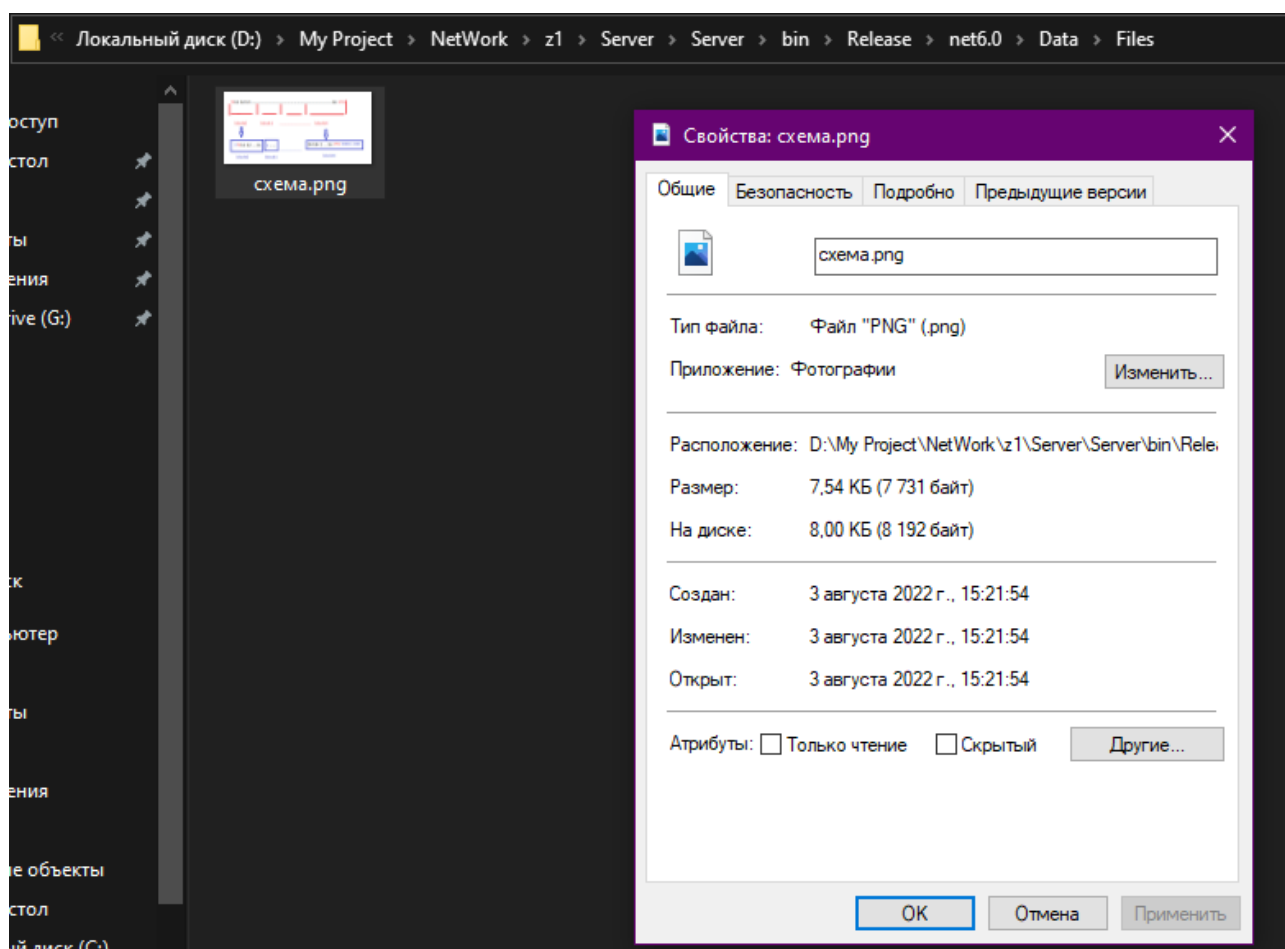 « Локальный диск (D:) › My Project › NetWork › z1 › Server › Server › bin › Release › net6.0 › Data › Files
оступ
стол
ты
ения
rive (G:)
ск
ьютер
ты
ения
ые объекты
стол
ый диск (C:)
схема.png
Свойства: схема.png
Общие Безопасность Подробно Предыдущие версии
схема.png
Тип файла: Файл "PNG" (.png)
Приложение: Фотографии Изменить...
Расположение: D:\My Project\NetWork\z1\Server\Server\bin\Rele
Размер: 7,54 КБ (7 731 байт)
На диске: 8,00 КБ (8 192 байт)
Создан: 3 августа 2022 г., 15:21:54
Изменен: 3 августа 2022 г., 15:21:54
Открыт: 3 августа 2022 г., 15:21:54
Атрибуты: Только чтение Скрытый Другие...
OK Отмена Применить